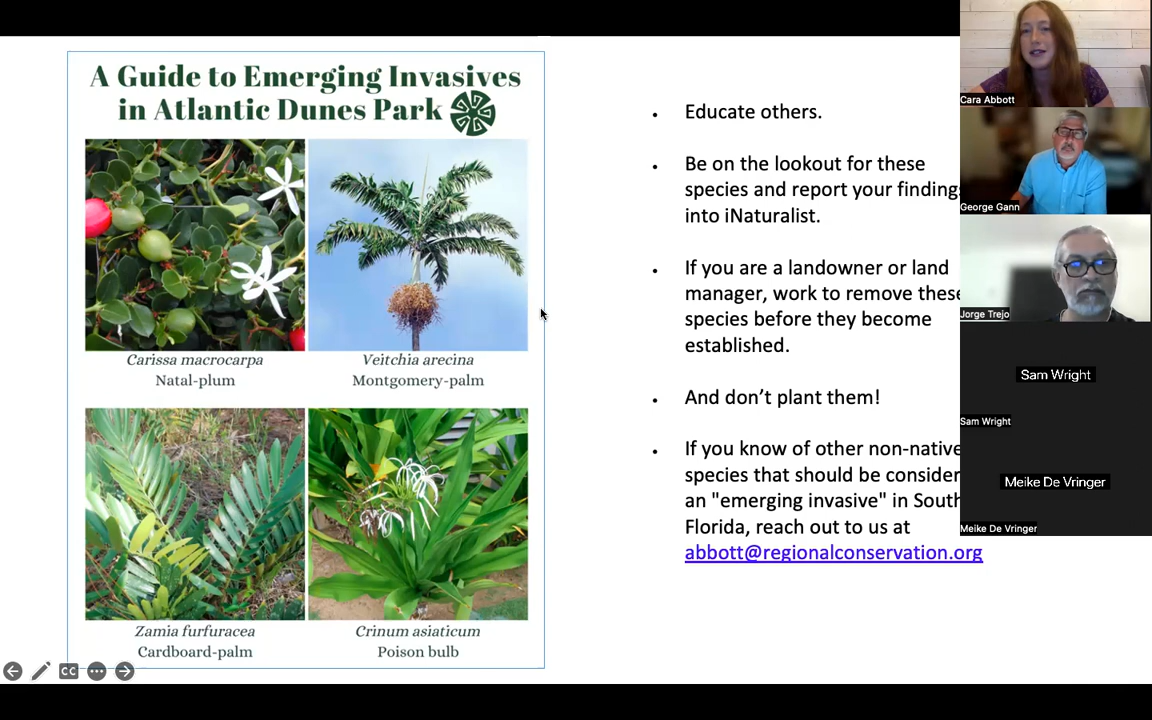 A Guide to Emerging Invasives
in Atlantic Dunes Park
Carissa macrocarpa
Natal-plum
Veitchia arecina
Montgomery-palm
Zamia furfuracea
Cardboard-palm
Crinum asiaticum
Poison bulb
• Educate others.
• Be on the lookout for these
species and report your findings
into iNaturalist.
• If you are a landowner or land
manager, work to remove these
species before they become
established.
• And don’t plant them!
• If you know of other non-native
species that should be consider
an "emerging invasive" in South
Florida, reach out to us at
abbott@regionalconservation.org
Cara Abbott
George Gann
Jorge Trejo
Sam Wright
Sam Wright
Meike De Vringer
Meike De Vringer
CC